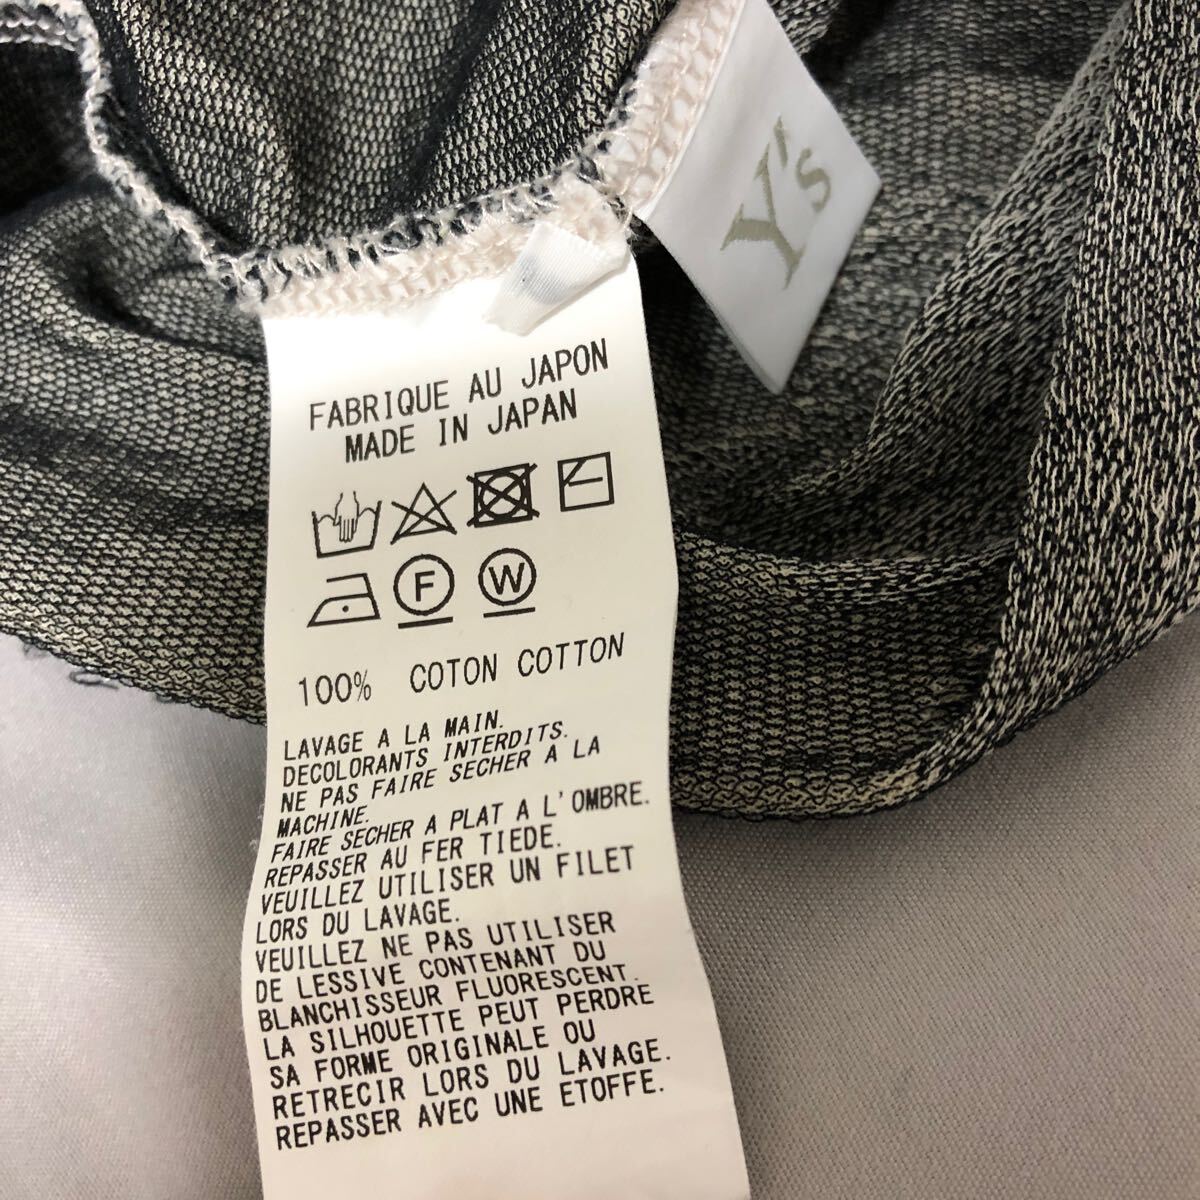 Y's
FABRIQUE AU JAPON
MADE IN JAPAN
F
W
100% COTON COTTON
LAVAGE A LA MAIN.
DECOLORANTS INTERDITS.
NE PAS FAIRE SECHER A LA
MACHINE.
FAIRE SECHER A PLAT A L'OMBRE.
REPASSER AU FER TIEDE.
VEUILLEZ UTILISER UN FILET
LORS DU LAVAGE.
VEUILLEZ NE PAS UTILISER
DE LESSIVE CONTENANT DU
BLANCHISSEUR FLUORESCENT.
LA SILHOUETTE PEUT PERDRE
SA FORME ORIGINALE OU
RETRECIR LORS DU LAVAGE.
REPASSER AVEC UNE ETOFFE.